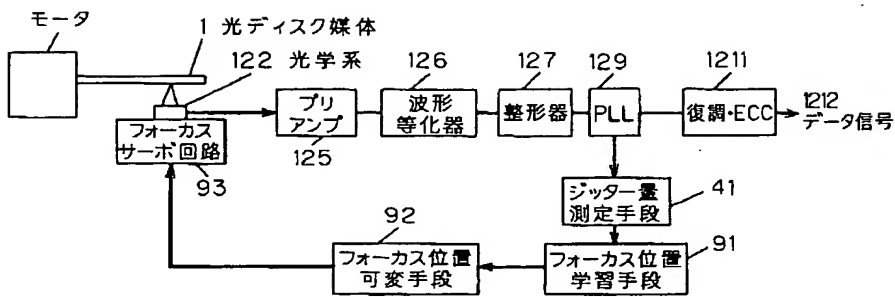 モータ
1 光ディスク媒体
122 光学系
126
127
129
1211
プリ
アンプ
125
波形
等化器
整形器
PLL
復調・ECC
1212
データ信号
フォーカス
サーボ回路
93
ジッター量
測定手段
41
92
91
フォーカス位置
可変手段
フォーカス位置
学習手段